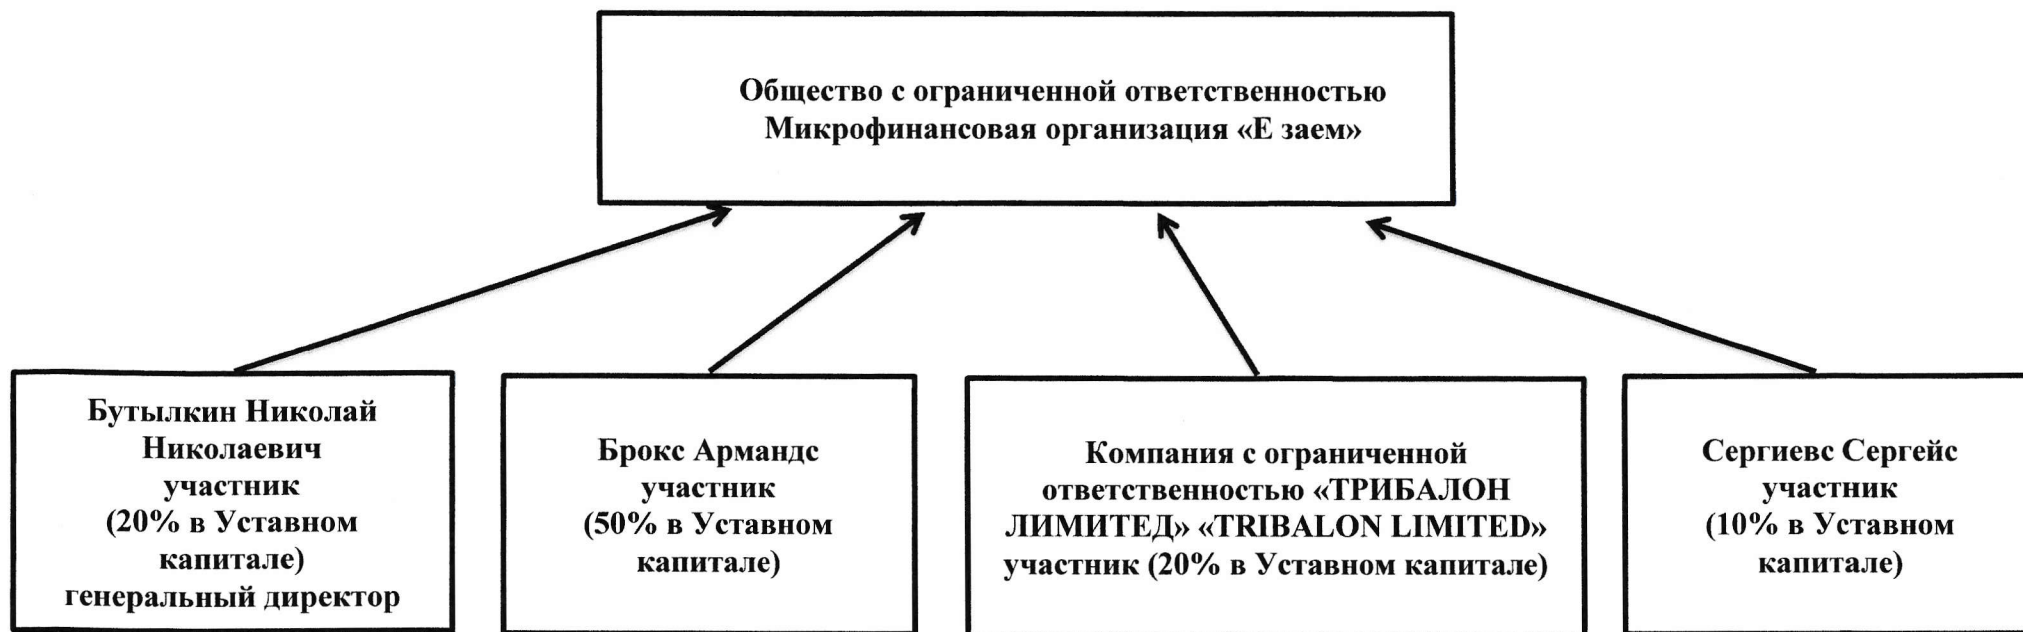 Общество с ограниченной ответственностью
Микрофинансовая организация «Е заем»
Бутылкин Николай
Николаевич
участник
(20% в Уставном
капитале)
генеральный директор
Брокс Армандс
участник
(50% в Уставном
капитале)
Компания с ограниченной
ответственностью «ТРИБАЛОН
ЛИМИТЕД» «TRIBALON LIMITED»
участник (20% в Уставном капитале)
Сергиевс Сергейс
участник
(10% в Уставном
капитале)